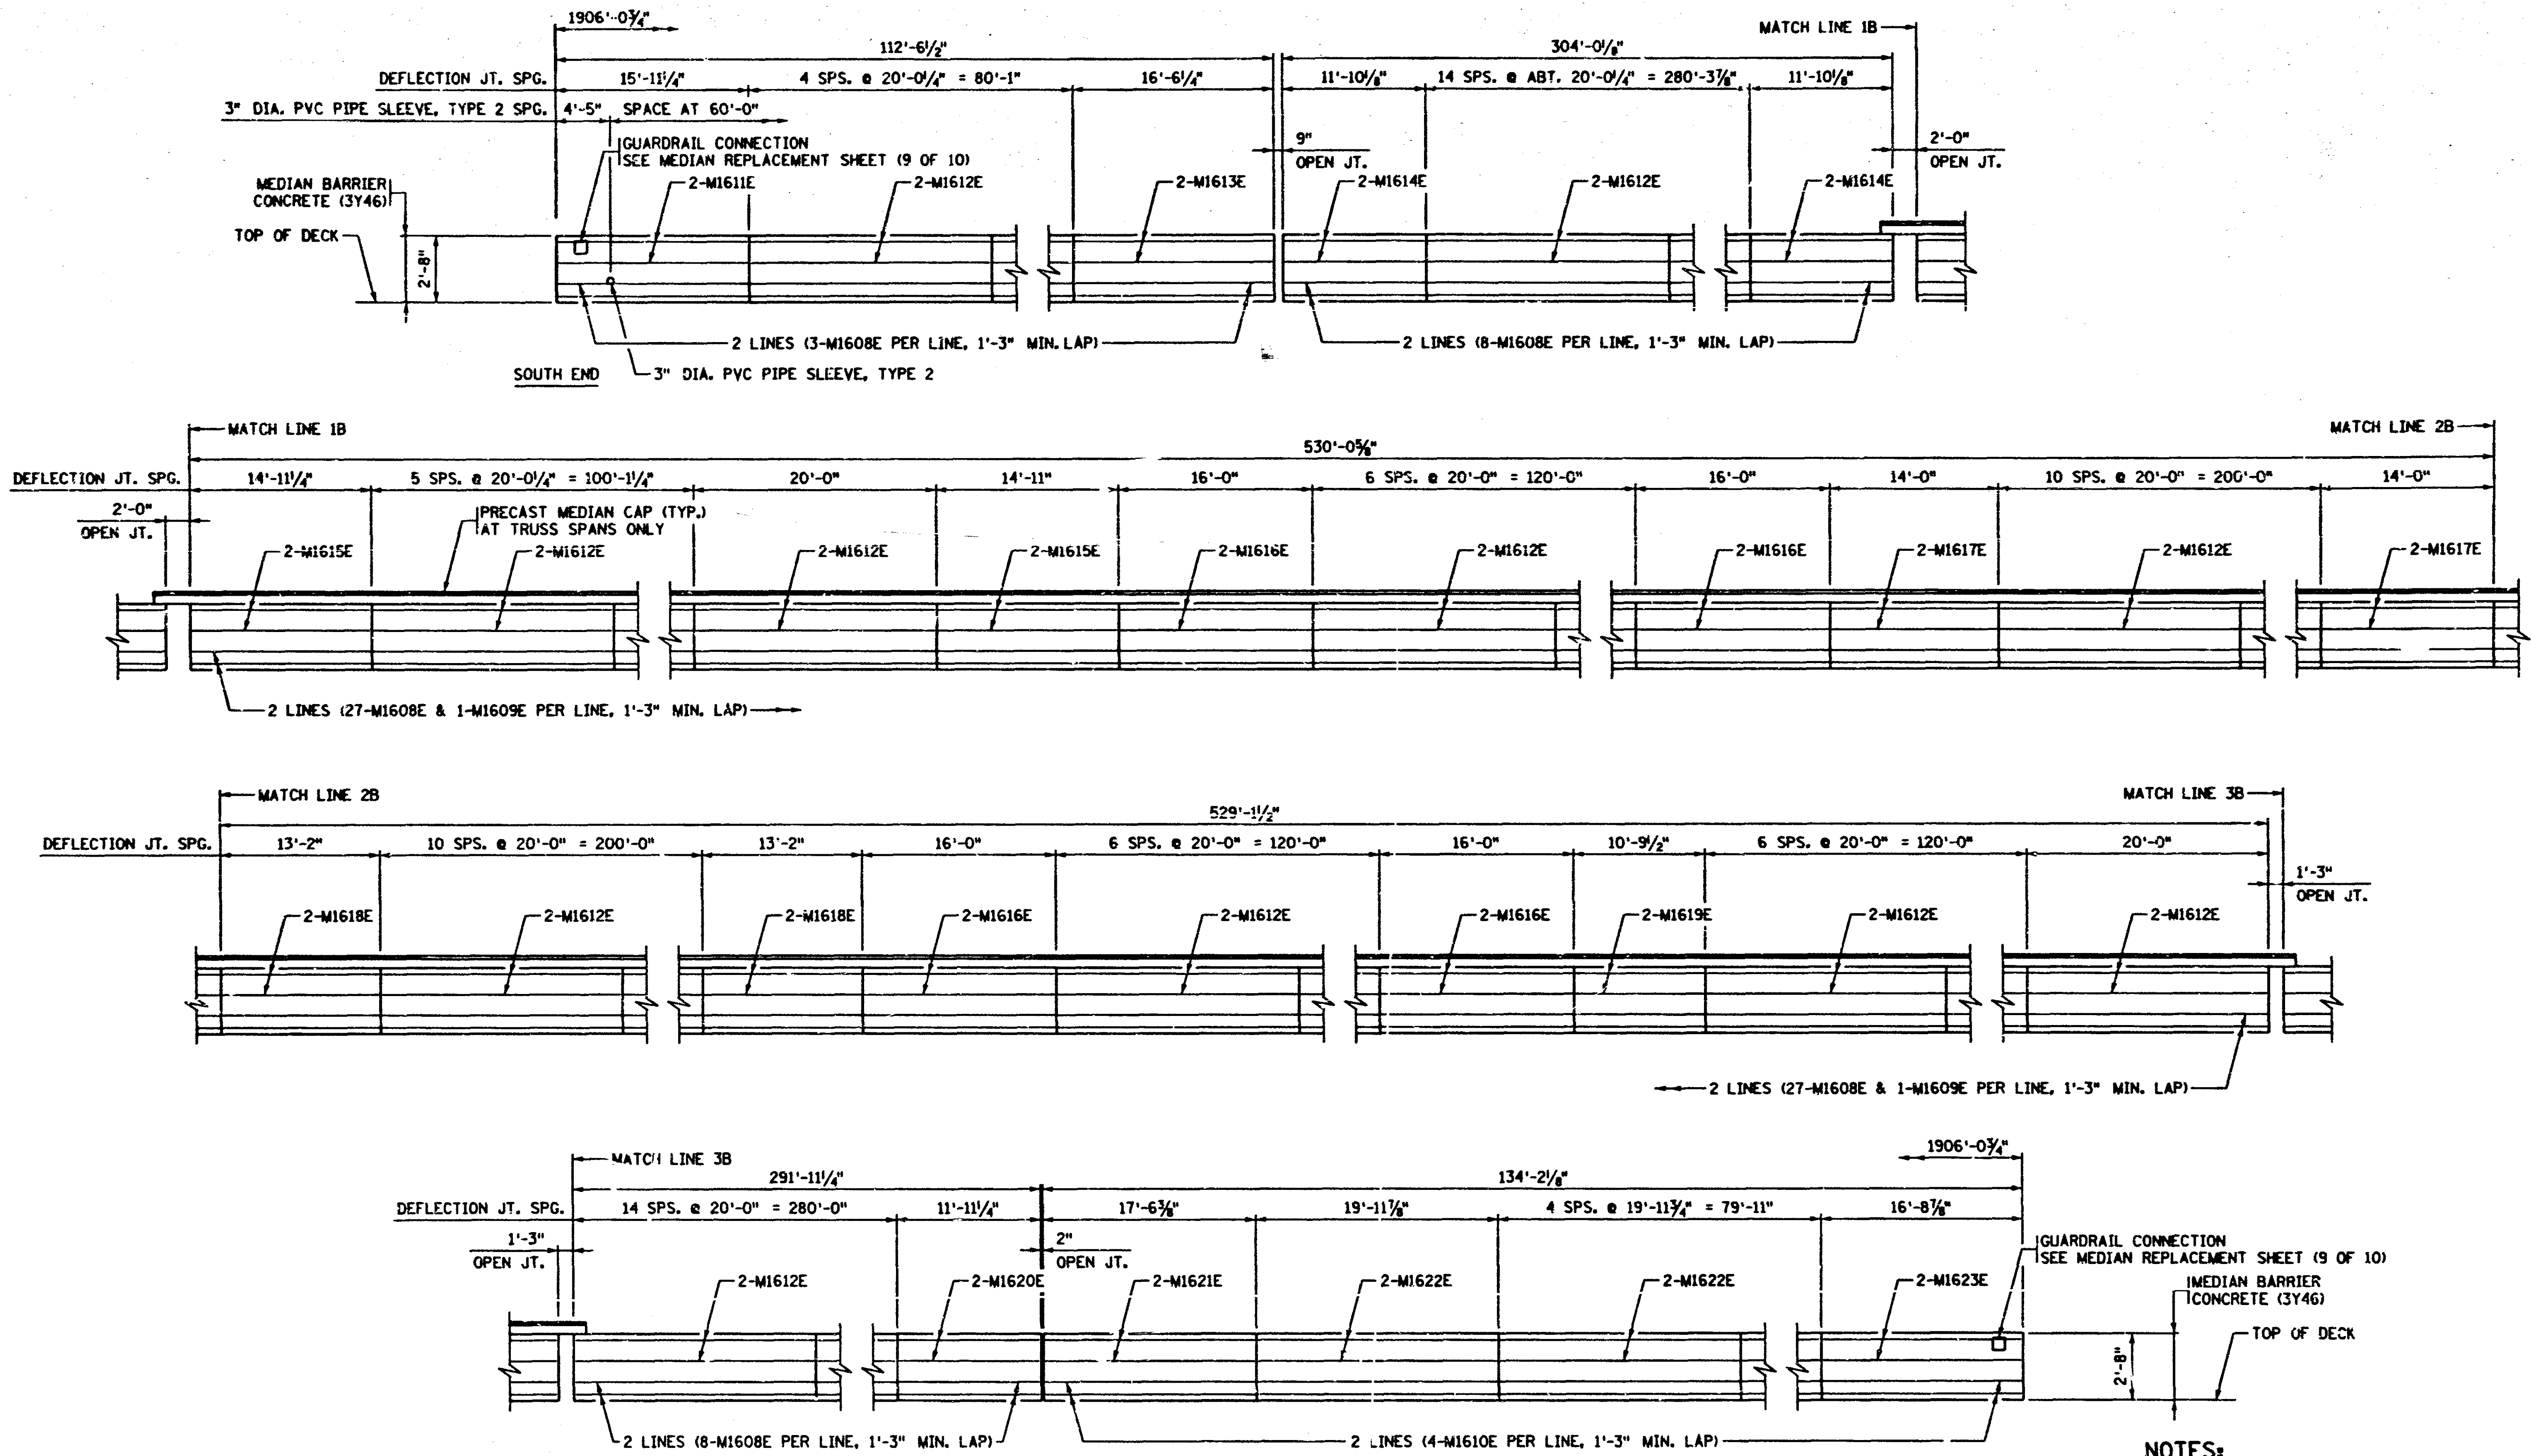 1906'-0¾"
MATCH LINE 1B
112'-6½"
304'-0⅛"
DEFLECTION JT. SPG.
15'-11¼"
4 SPS. @ 20'-0¼" = 80'-1"
16'-6¼"
11'-10⅛"
14 SPS. @ ABT. 20'-0¼" = 280'-3⅞"
11'-10⅛"
3" DIA. PVC PIPE SLEEVE, TYPE 2 SPG.
4'-5"
SPACE AT 60'-0"
GUARDRAIL CONNECTION
SEE MEDIAN REPLACEMENT SHEET (9 OF 10)
9"
OPEN JT.
2'-0"
OPEN JT.
MEDIAN BARRIER
CONCRETE (3Y46)
2-M1611E
2-M1612E
2-M1613E
2-M1614E
2-M1612E
2-M1614E
TOP OF DECK
2'-8"
2 LINES (3-M1608E PER LINE, 1'-3" MIN. LAP)
2 LINES (8-M1608E PER LINE, 1'-3" MIN. LAP)
SOUTH END
3" DIA. PVC PIPE SLEEVE, TYPE 2
MATCH LINE 1B
MATCH LINE 2B
530'-0⅝"
DEFLECTION JT. SPG.
14'-11¼"
5 SPS. @ 20'-0¼" = 100'-1¼"
20'-0"
14'-11"
16'-0"
6 SPS. @ 20'-0" = 120'-0"
16'-0"
14'-0"
10 SPS. @ 20'-0" = 200'-0"
14'-0"
2'-0"
OPEN JT.
PRECAST MEDIAN CAP (TYP.)
AT TRUSS SPANS ONLY
2-M1615E
2-M1612E
2-M1612E
2-M1615E
2-M1616E
2-M1612E
2-M1616E
2-M1617E
2-M1612E
2-M1617E
2 LINES (27-M1608E & 1-M1609E PER LINE, 1'-3" MIN. LAP)
MATCH LINE 2B
MATCH LINE 3B
529'-1½"
DEFLECTION JT. SPG.
13'-2"
10 SPS. @ 20'-0" = 200'-0"
13'-2"
16'-0"
6 SPS. @ 20'-0" = 120'-0"
16'-0"
10'-9½"
6 SPS. @ 20'-0" = 120'-0"
20'-0"
1'-3"
OPEN JT.
2-M1618E
2-M1612E
2-M1618E
2-M1616E
2-M1612E
2-M1616E
2-M1619E
2-M1612E
2-M1612E
2 LINES (27-M1608E & 1-M1609E PER LINE, 1'-3" MIN. LAP)
1906'-0¾"
MATCH LINE 3B
291'-11¼"
134'-2⅛"
DEFLECTION JT. SPG.
14 SPS. @ 20'-0" = 280'-0"
11'-11¼"
17'-6⅜"
19'-11⅞"
4 SPS. @ 19'-11¾" = 79'-11"
16'-8⅞"
1'-3"
OPEN JT.
2"
OPEN JT.
GUARDRAIL CONNECTION
SEE MEDIAN REPLACEMENT SHEET (9 OF 10)
2-M1612E
2-M1620E
2-M1621E
2-M1622E
2-M1622E
2-M1623E
MEDIAN BARRIER
CONCRETE (3Y46)
TOP OF DECK
2'-8"
2 LINES (8-M1608E PER LINE, 1'-3" MIN. LAP)
2 LINES (4-M1610E PER LINE, 1'-3" MIN. LAP)
NOTES: